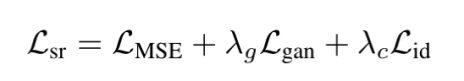 ℒ_sr = ℒ_MSE + λ_g ℒ_gan + λ_c ℒ_id